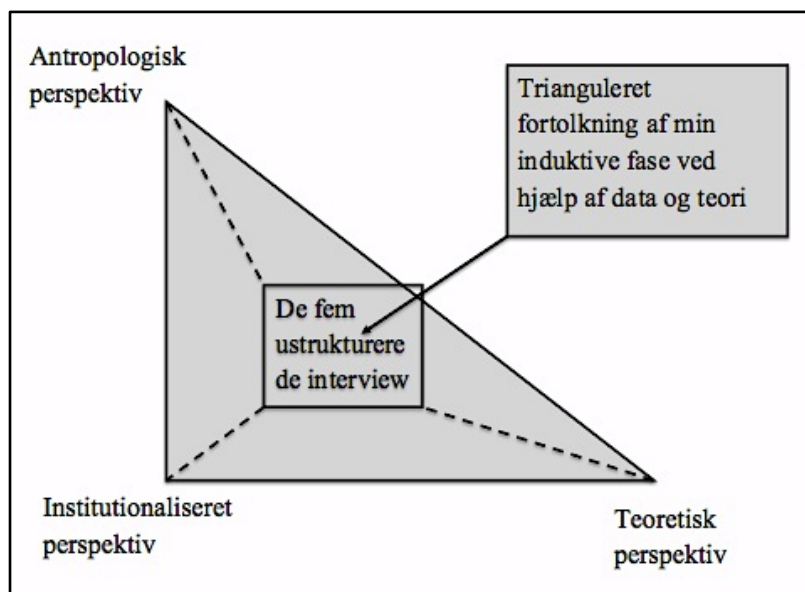 Antropologisk
perspektiv
Trianguleret
fortolkning af min
induktive fase ved
hjælp af data og teori
De fem
ustrukturere
de interview
Institutionaliseret
perspektiv
Teoretisk
perspektiv